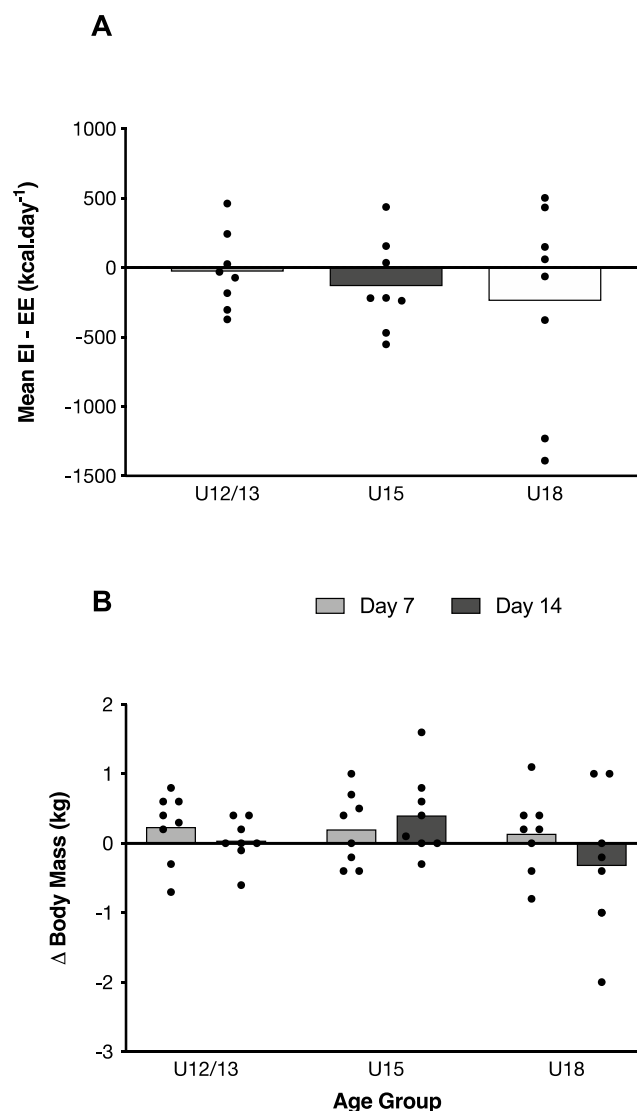 A
Mean EI - EE (kcal.day-1)
1000
500
0
-500
-1000
-1500
U12/13 U15 U18
B
Day 7 Day 14
Δ Body Mass (kg)
2
1
0
-1
-2
-3
U12/13 U15 U18
Age Group